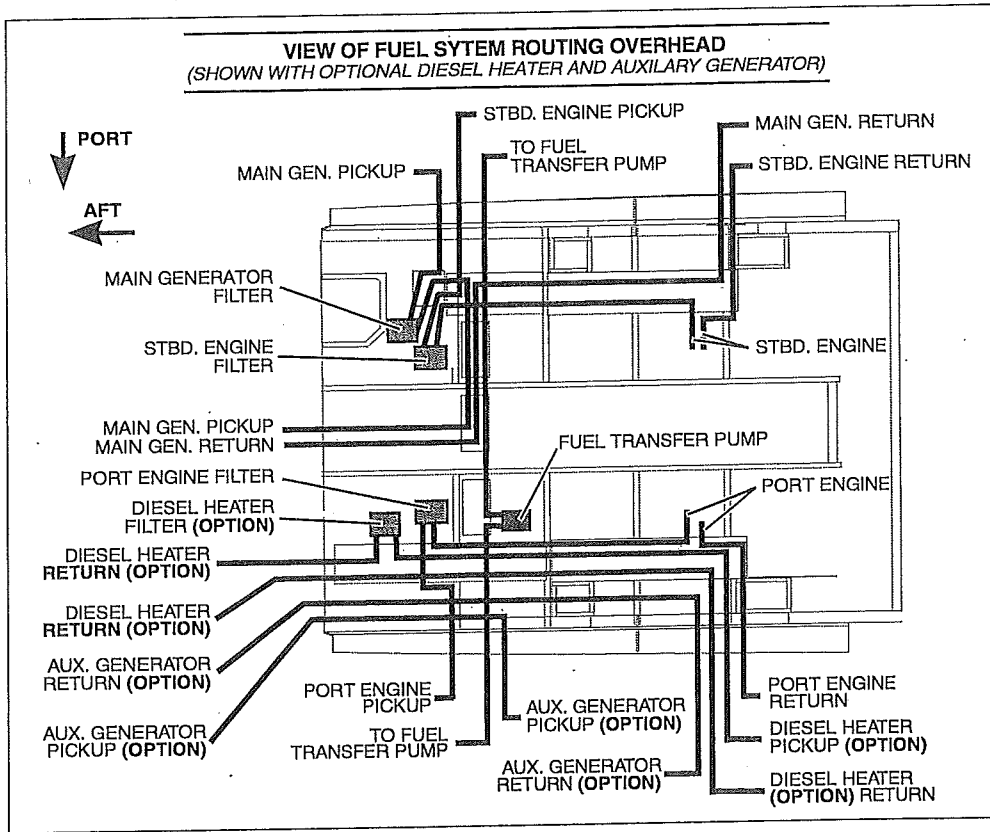 VIEW OF FUEL SYTEM ROUTING OVERHEAD
(SHOWN WITH OPTIONAL DIESEL HEATER AND AUXILARY GENERATOR)
STBD. ENGINE PICKUP
PORT
TO FUEL
TRANSFER PUMP
MAIN GEN. RETURN
MAIN GEN. PICKUP
STBD. ENGINE RETURN
AFT
MAIN GENERATOR
FILTER
STBD. ENGINE
FILTER
STBD. ENGINE
MAIN GEN. PICKUP
MAIN GEN. RETURN
FUEL TRANSFER PUMP
PORT ENGINE FILTER
PORT ENGINE
DIESEL HEATER
FILTER (OPTION)
DIESEL HEATER
RETURN (OPTION)
DIESEL HEATER
RETURN (OPTION)
AUX. GENERATOR
RETURN (OPTION)
AUX. GENERATOR
PICKUP (OPTION)
PORT ENGINE
PICKUP
TO FUEL
TRANSFER PUMP
AUX. GENERATOR
PICKUP (OPTION)
AUX. GENERATOR
RETURN (OPTION)
PORT ENGINE
RETURN
DIESEL HEATER
PICKUP (OPTION)
DIESEL HEATER
(OPTION) RETURN